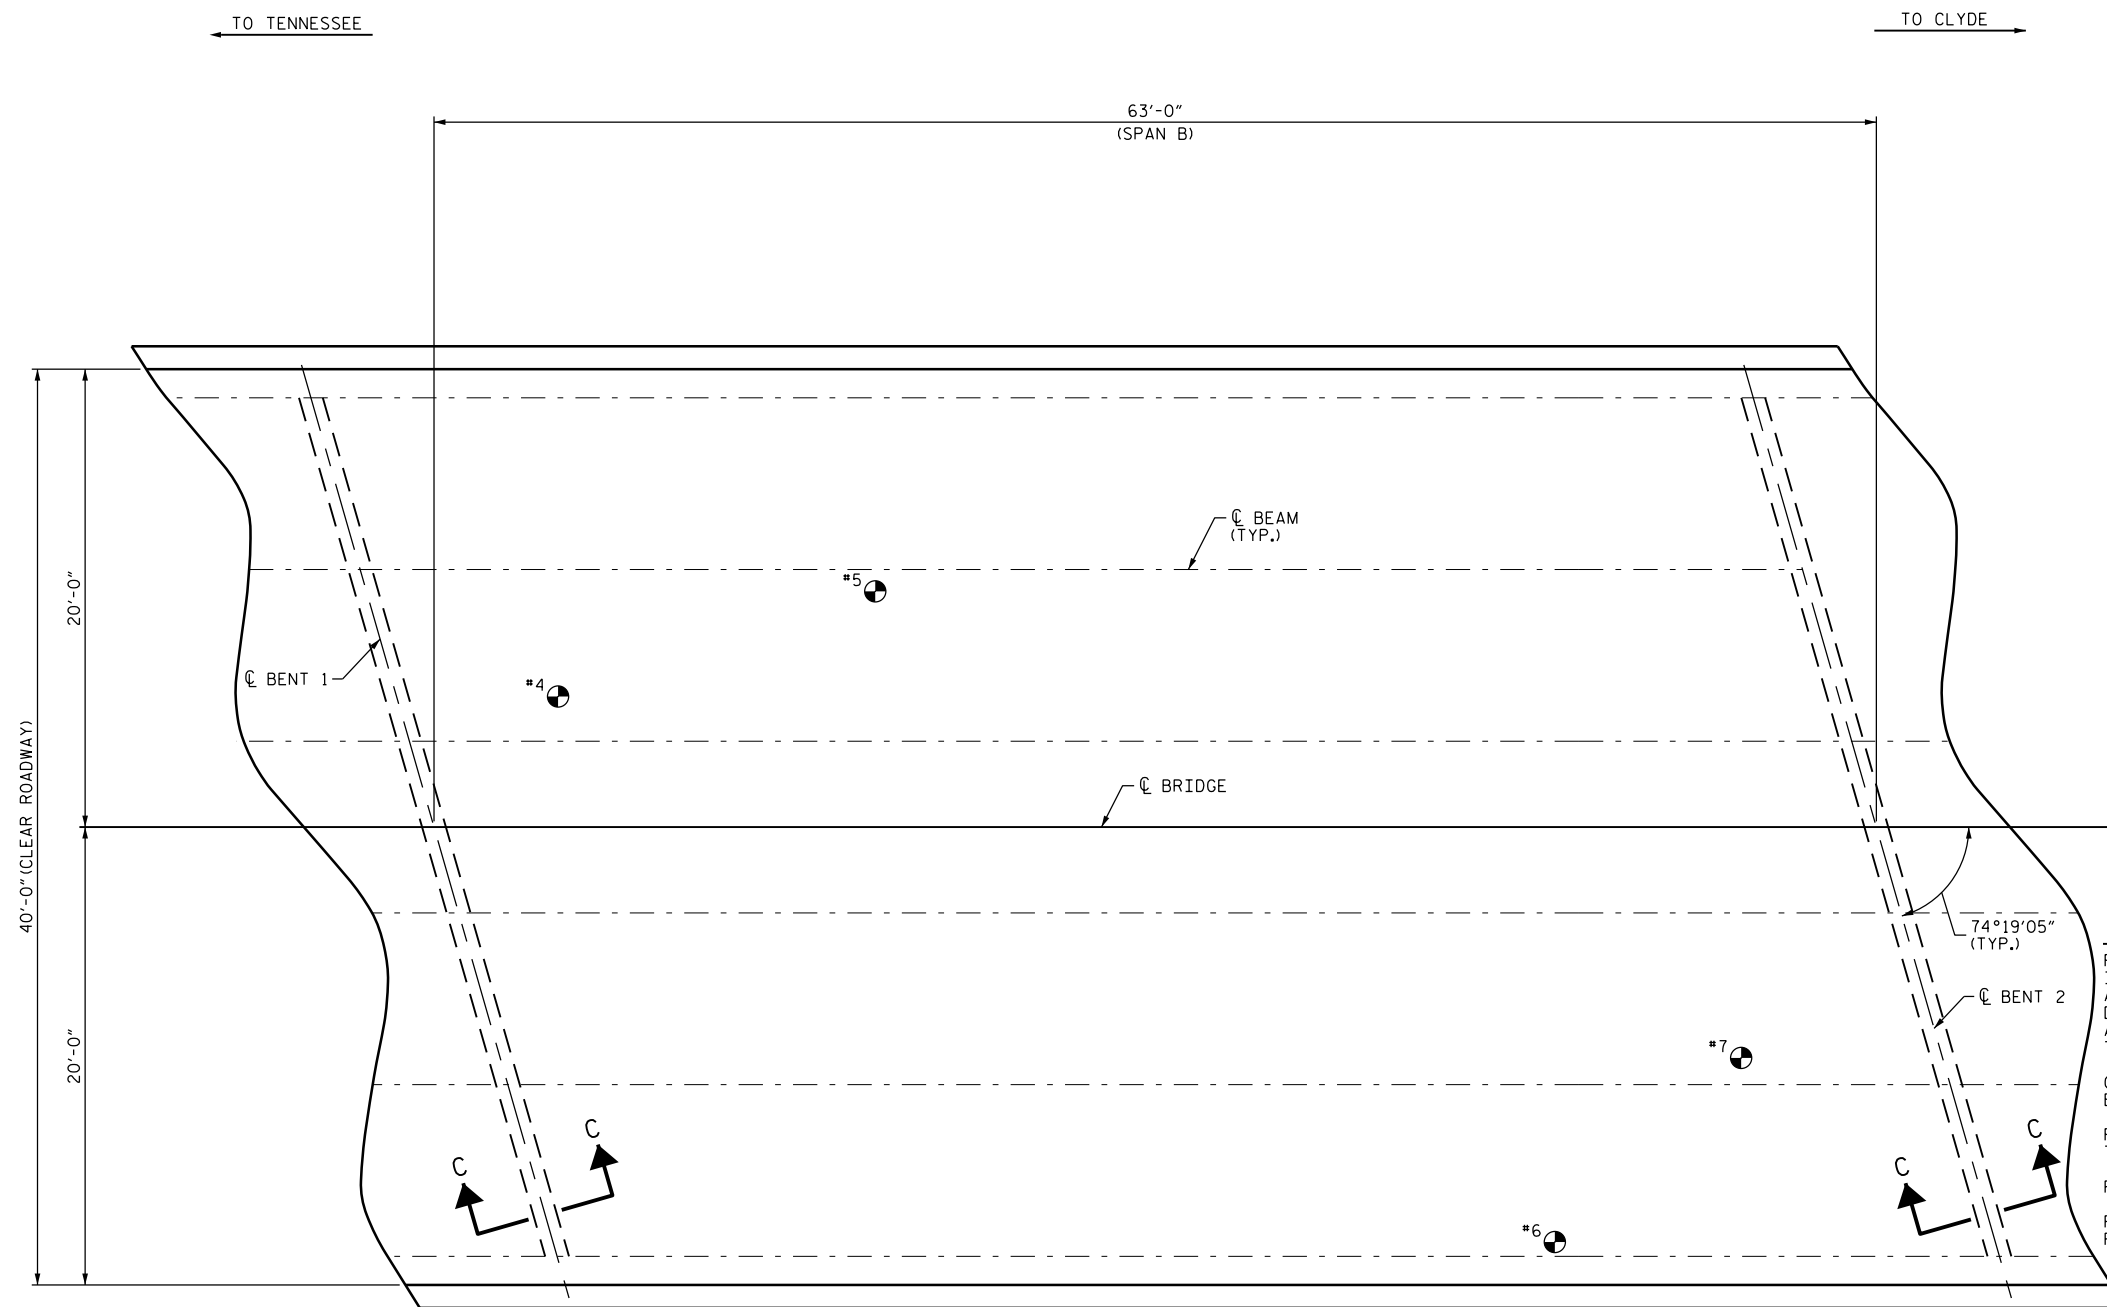 TO TENNESSEE
TO CLYDE
63'-0"
(SPAN B)
℄ BEAM
(TYP.)
#5
20'-0"
℄ BENT 1
#4
℄ BRIDGE
40'-0" (CLEAR ROADWAY)
74°19'05"
(TYP.)
℄ BENT 2
20'-0"
#7
C
C
C
C
#6